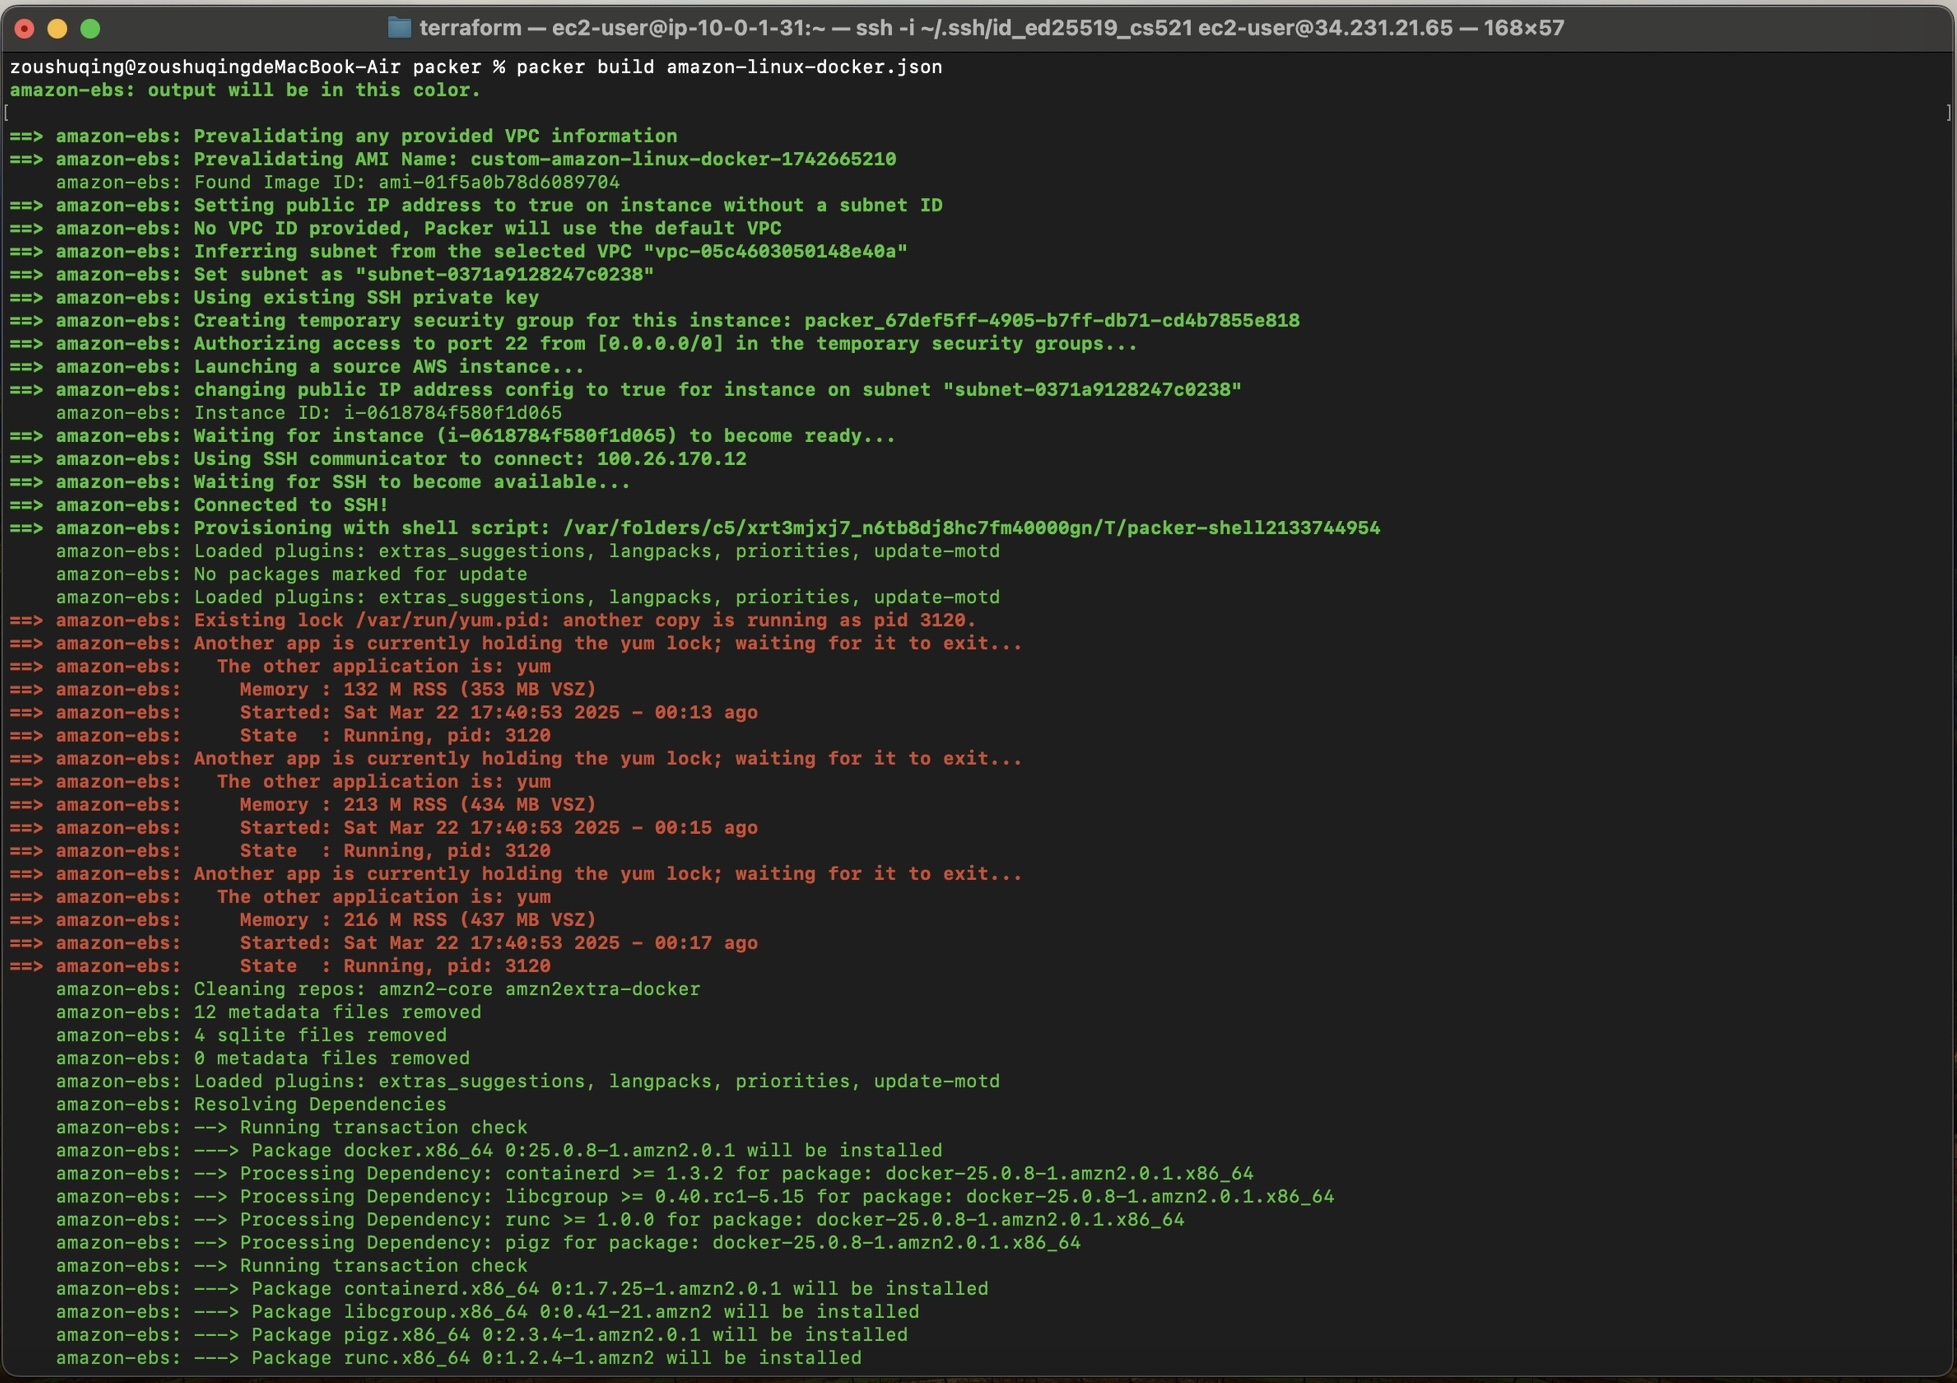 terraform — ec2-user@ip-10-0-1-31:~ — ssh -i ~/.ssh/id_ed25519_cs521 ec2-user@34.231.21.65 — 168×57
zoushuqing@zoushuqingdeMacBook-Air packer % packer build amazon-linux-docker.json
amazon-ebs: output will be in this color.
[ ]
==> amazon-ebs: Prevalidating any provided VPC information
==> amazon-ebs: Prevalidating AMI Name: custom-amazon-linux-docker-1742665210
    amazon-ebs: Found Image ID: ami-01f5a0b78d6089704
==> amazon-ebs: Setting public IP address to true on instance without a subnet ID
==> amazon-ebs: No VPC ID provided, Packer will use the default VPC
==> amazon-ebs: Inferring subnet from the selected VPC "vpc-05c4603050148e40a"
==> amazon-ebs: Set subnet as "subnet-0371a9128247c0238"
==> amazon-ebs: Using existing SSH private key
==> amazon-ebs: Creating temporary security group for this instance: packer_67def5ff-4905-b7ff-db71-cd4b7855e818
==> amazon-ebs: Authorizing access to port 22 from [0.0.0.0/0] in the temporary security groups...
==> amazon-ebs: Launching a source AWS instance...
==> amazon-ebs: changing public IP address config to true for instance on subnet "subnet-0371a9128247c0238"
    amazon-ebs: Instance ID: i-0618784f580f1d065
==> amazon-ebs: Waiting for instance (i-0618784f580f1d065) to become ready...
==> amazon-ebs: Using SSH communicator to connect: 100.26.170.12
==> amazon-ebs: Waiting for SSH to become available...
==> amazon-ebs: Connected to SSH!
==> amazon-ebs: Provisioning with shell script: /var/folders/c5/xrt3mjxj7_n6tb8dj8hc7fm40000gn/T/packer-shell2133744954
    amazon-ebs: Loaded plugins: extras_suggestions, langpacks, priorities, update-motd
    amazon-ebs: No packages marked for update
    amazon-ebs: Loaded plugins: extras_suggestions, langpacks, priorities, update-motd
==> amazon-ebs: Existing lock /var/run/yum.pid: another copy is running as pid 3120.
==> amazon-ebs: Another app is currently holding the yum lock; waiting for it to exit...
==> amazon-ebs:   The other application is: yum
==> amazon-ebs:     Memory : 132 M RSS (353 MB VSZ)
==> amazon-ebs:     Started: Sat Mar 22 17:40:53 2025 - 00:13 ago
==> amazon-ebs:     State  : Running, pid: 3120
==> amazon-ebs: Another app is currently holding the yum lock; waiting for it to exit...
==> amazon-ebs:   The other application is: yum
==> amazon-ebs:     Memory : 213 M RSS (434 MB VSZ)
==> amazon-ebs:     Started: Sat Mar 22 17:40:53 2025 - 00:15 ago
==> amazon-ebs:     State  : Running, pid: 3120
==> amazon-ebs: Another app is currently holding the yum lock; waiting for it to exit...
==> amazon-ebs:   The other application is: yum
==> amazon-ebs:     Memory : 216 M RSS (437 MB VSZ)
==> amazon-ebs:     Started: Sat Mar 22 17:40:53 2025 - 00:17 ago
==> amazon-ebs:     State  : Running, pid: 3120
    amazon-ebs: Cleaning repos: amzn2-core amzn2extra-docker
    amazon-ebs: 12 metadata files removed
    amazon-ebs: 4 sqlite files removed
    amazon-ebs: 0 metadata files removed
    amazon-ebs: Loaded plugins: extras_suggestions, langpacks, priorities, update-motd
    amazon-ebs: Resolving Dependencies
    amazon-ebs: --> Running transaction check
    amazon-ebs: ---> Package docker.x86_64 0:25.0.8-1.amzn2.0.1 will be installed
    amazon-ebs: --> Processing Dependency: containerd >= 1.3.2 for package: docker-25.0.8-1.amzn2.0.1.x86_64
    amazon-ebs: --> Processing Dependency: libcgroup >= 0.40.rc1-5.15 for package: docker-25.0.8-1.amzn2.0.1.x86_64
    amazon-ebs: --> Processing Dependency: runc >= 1.0.0 for package: docker-25.0.8-1.amzn2.0.1.x86_64
    amazon-ebs: --> Processing Dependency: pigz for package: docker-25.0.8-1.amzn2.0.1.x86_64
    amazon-ebs: --> Running transaction check
    amazon-ebs: ---> Package containerd.x86_64 0:1.7.25-1.amzn2.0.1 will be installed
    amazon-ebs: ---> Package libcgroup.x86_64 0:0.41-21.amzn2 will be installed
    amazon-ebs: ---> Package pigz.x86_64 0:2.3.4-1.amzn2.0.1 will be installed
    amazon-ebs: ---> Package runc.x86_64 0:1.2.4-1.amzn2 will be installed